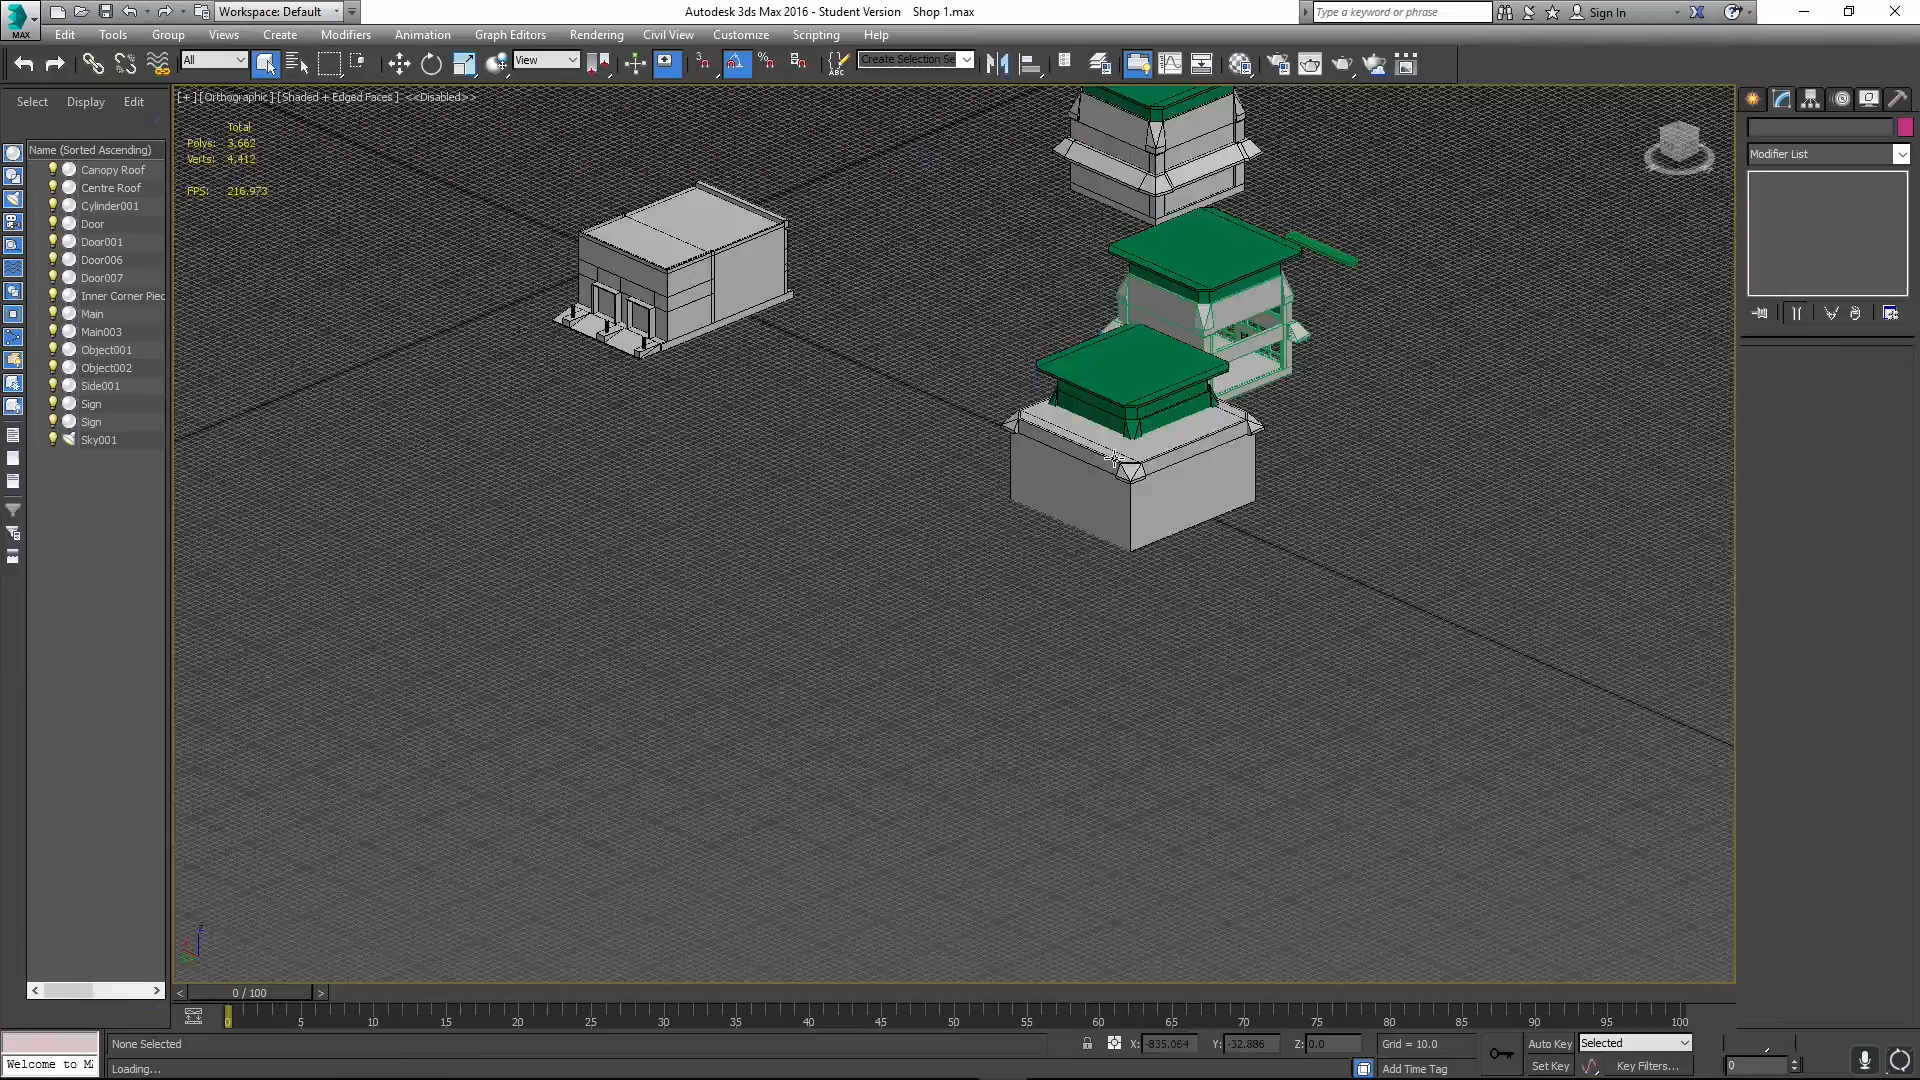 Workspace: Default
Autodesk 3ds Max 2016 - Student Version Shop 1.max
Type a keyword or phrase
Sign In
MAX
Edit Tools Group Views Create Modifiers Animation Graph Editors Rendering Civil View Customize Scripting Help
All
View
3
ABC
Create Selection Se
Select Display Edit
[+] [Orthographic] [Shaded + Edged Faces] <<Disabled>>
Total
Polys: 3,662
Verts: 4,412
FPS: 216.973
Name (Sorted Ascending)
Canopy Roof
Centre Roof
Cylinder001
Door
Door001
Door006
Door007
Inner Corner Piec
Main
Main003
Object001
Object002
Side001
Sign
Sign
Sky001
Modifier List
z
0 / 100
0 5 10 15 20 25 30 35 40 45 50 55 60 65 70 75 80 85 90 95 100
None Selected
X: -835.064 Y: -32.886 Z: 0.0
Grid = 10.0
Auto Key
Selected
Welcome to M
Loading...
Add Time Tag
Set Key
Key Filters...
0